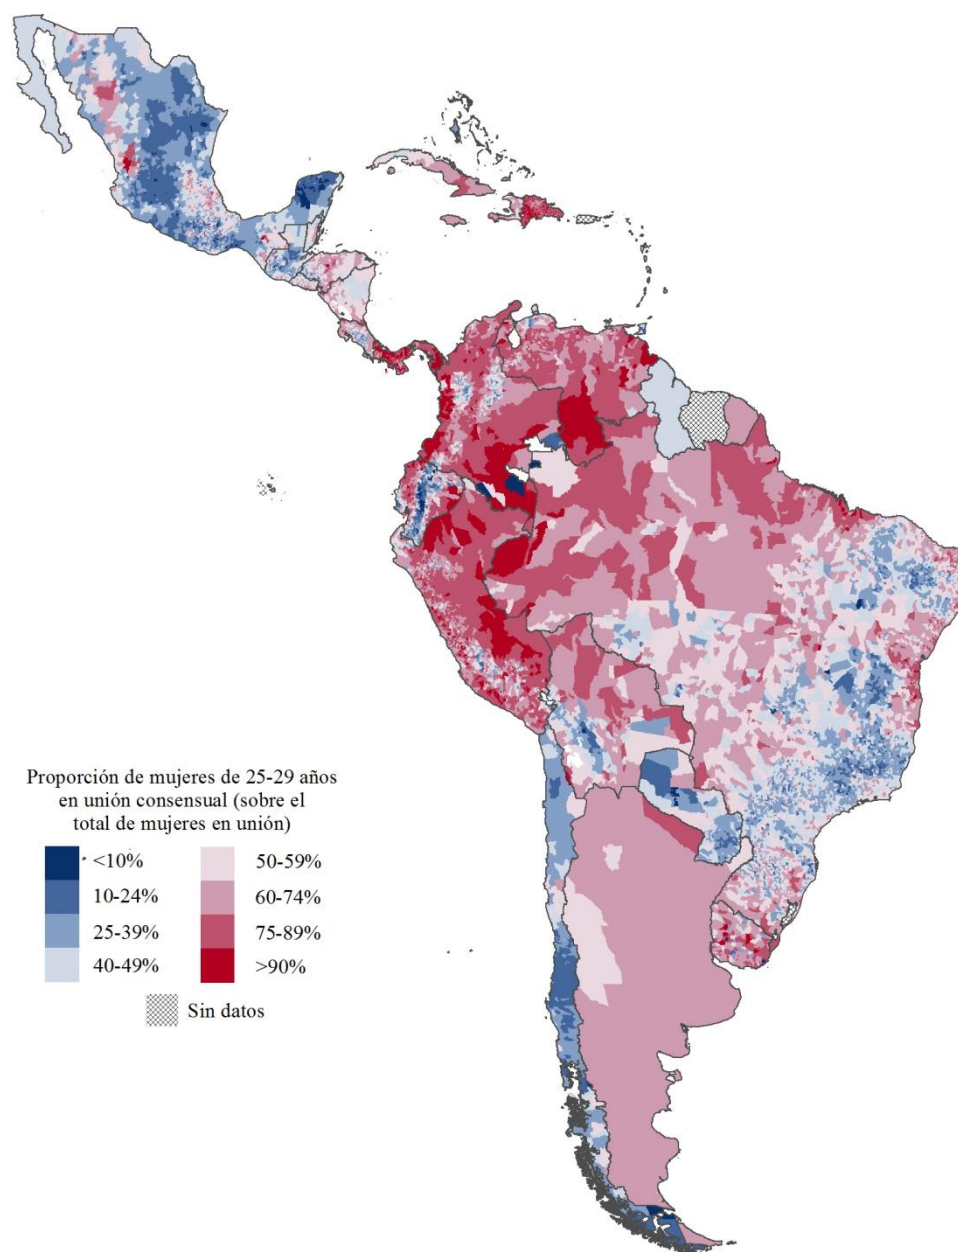 Proporción de mujeres de 25-29 años
en unión consensual (sobre el
total de mujeres en unión)
<10%
10-24%
25-39%
40-49%
50-59%
60-74%
75-89%
>90%
Sin datos